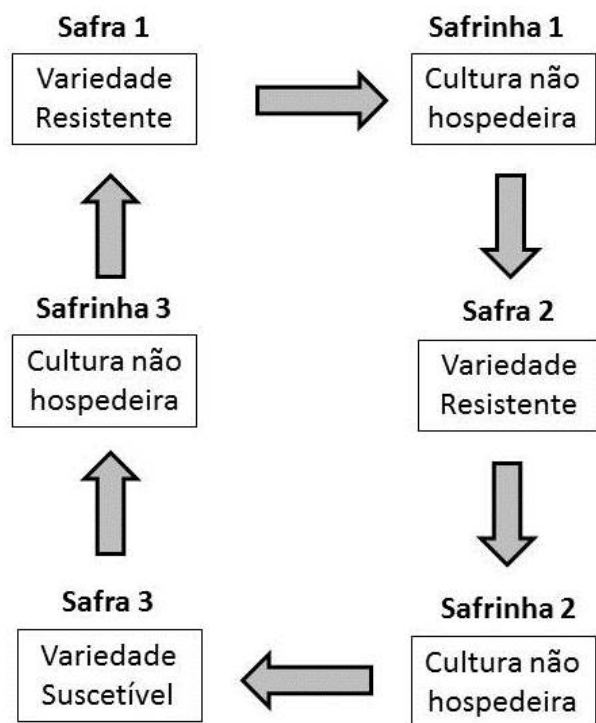 Safra 1
Variedade
Resistente
Safrinha 1
Cultura não
hospedeira
Safra 2
Variedade
Resistente
Safrinha 2
Cultura não
hospedeira
Safra 3
Variedade
Suscetível
Safrinha 3
Cultura não
hospedeira